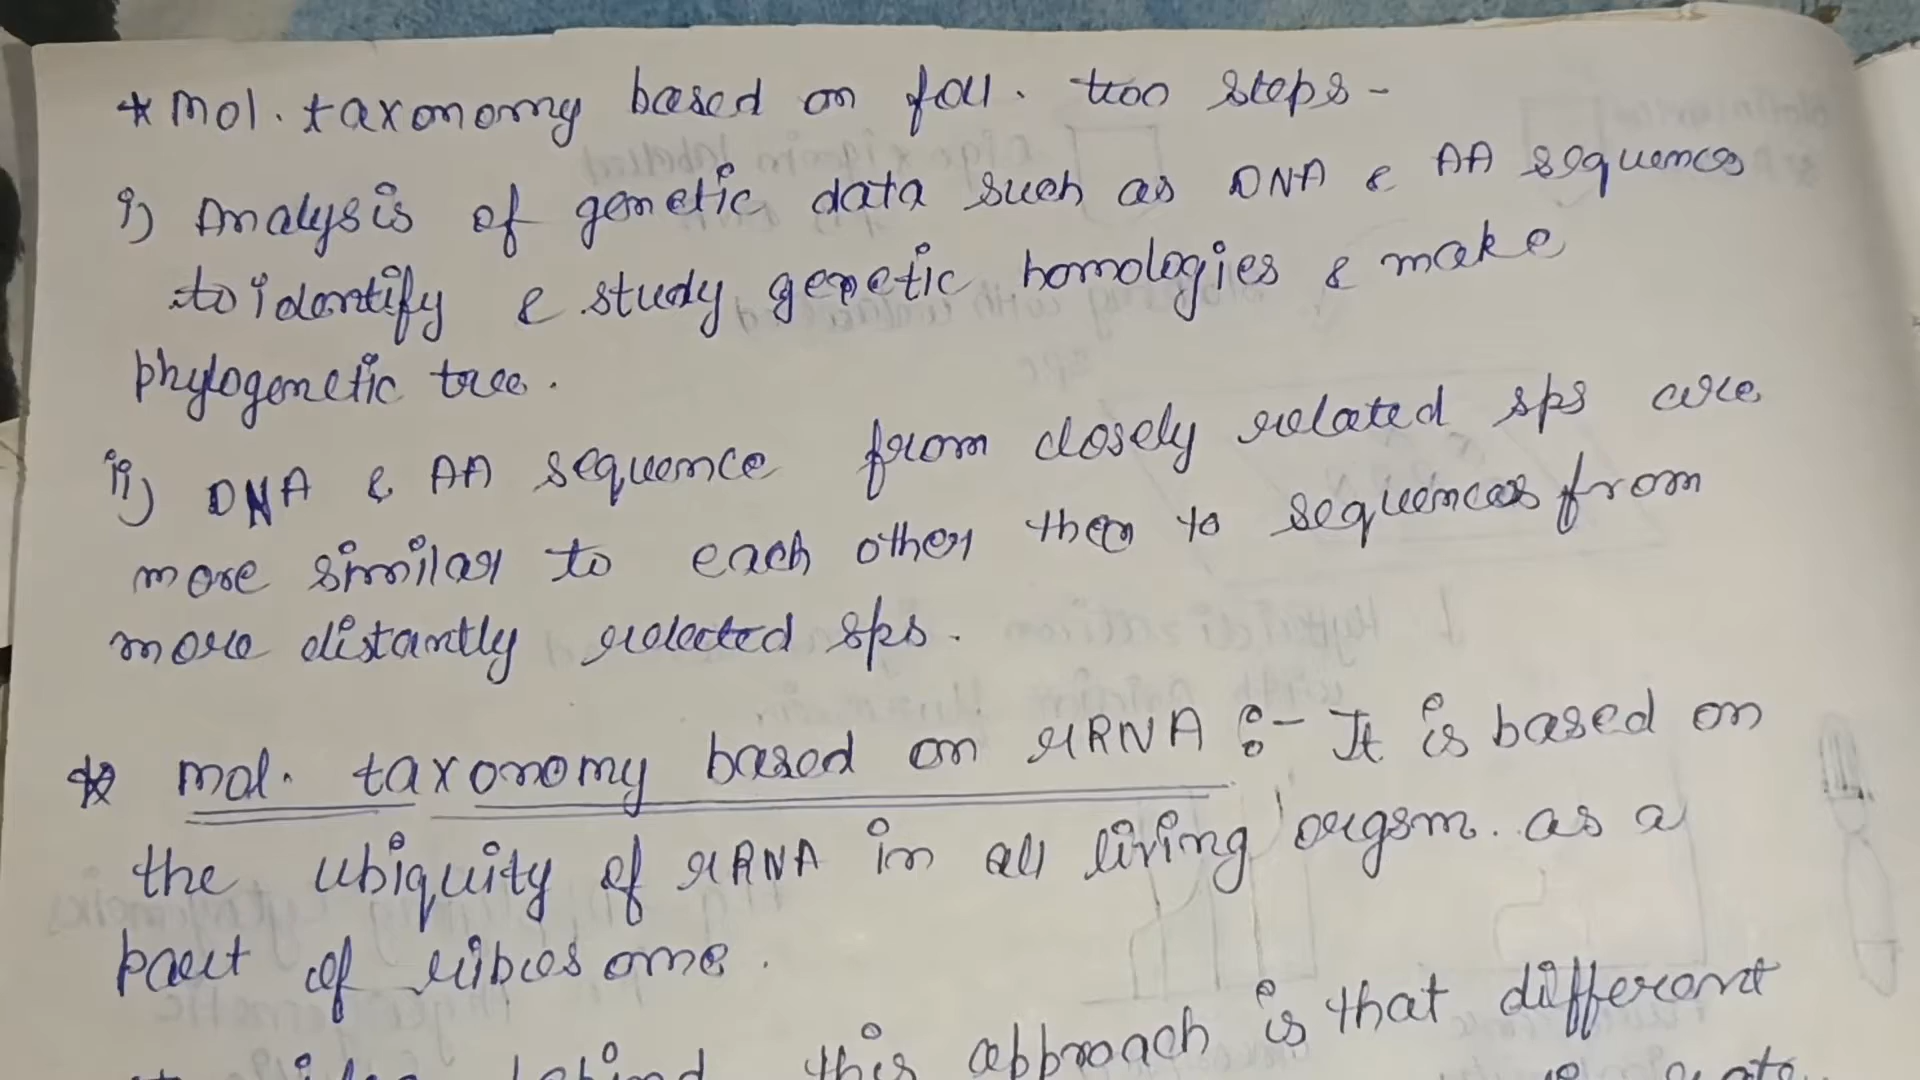 * Mol. taxonomy based on foll. two steps -
i) Analysis of genetic data such as DNA & AA sequences
to identify & study genetic homologies & make
phylogenetic tree.
ii) DNA & AA sequence from closely related sps are
more similar to each other then to sequences from
more distantly related sps.
* mol. taxonomy based on rRNA :- It is based on
the ubiquity of rRNA in all living orgsm. as a
part of ribosome.
behind this approach is that different